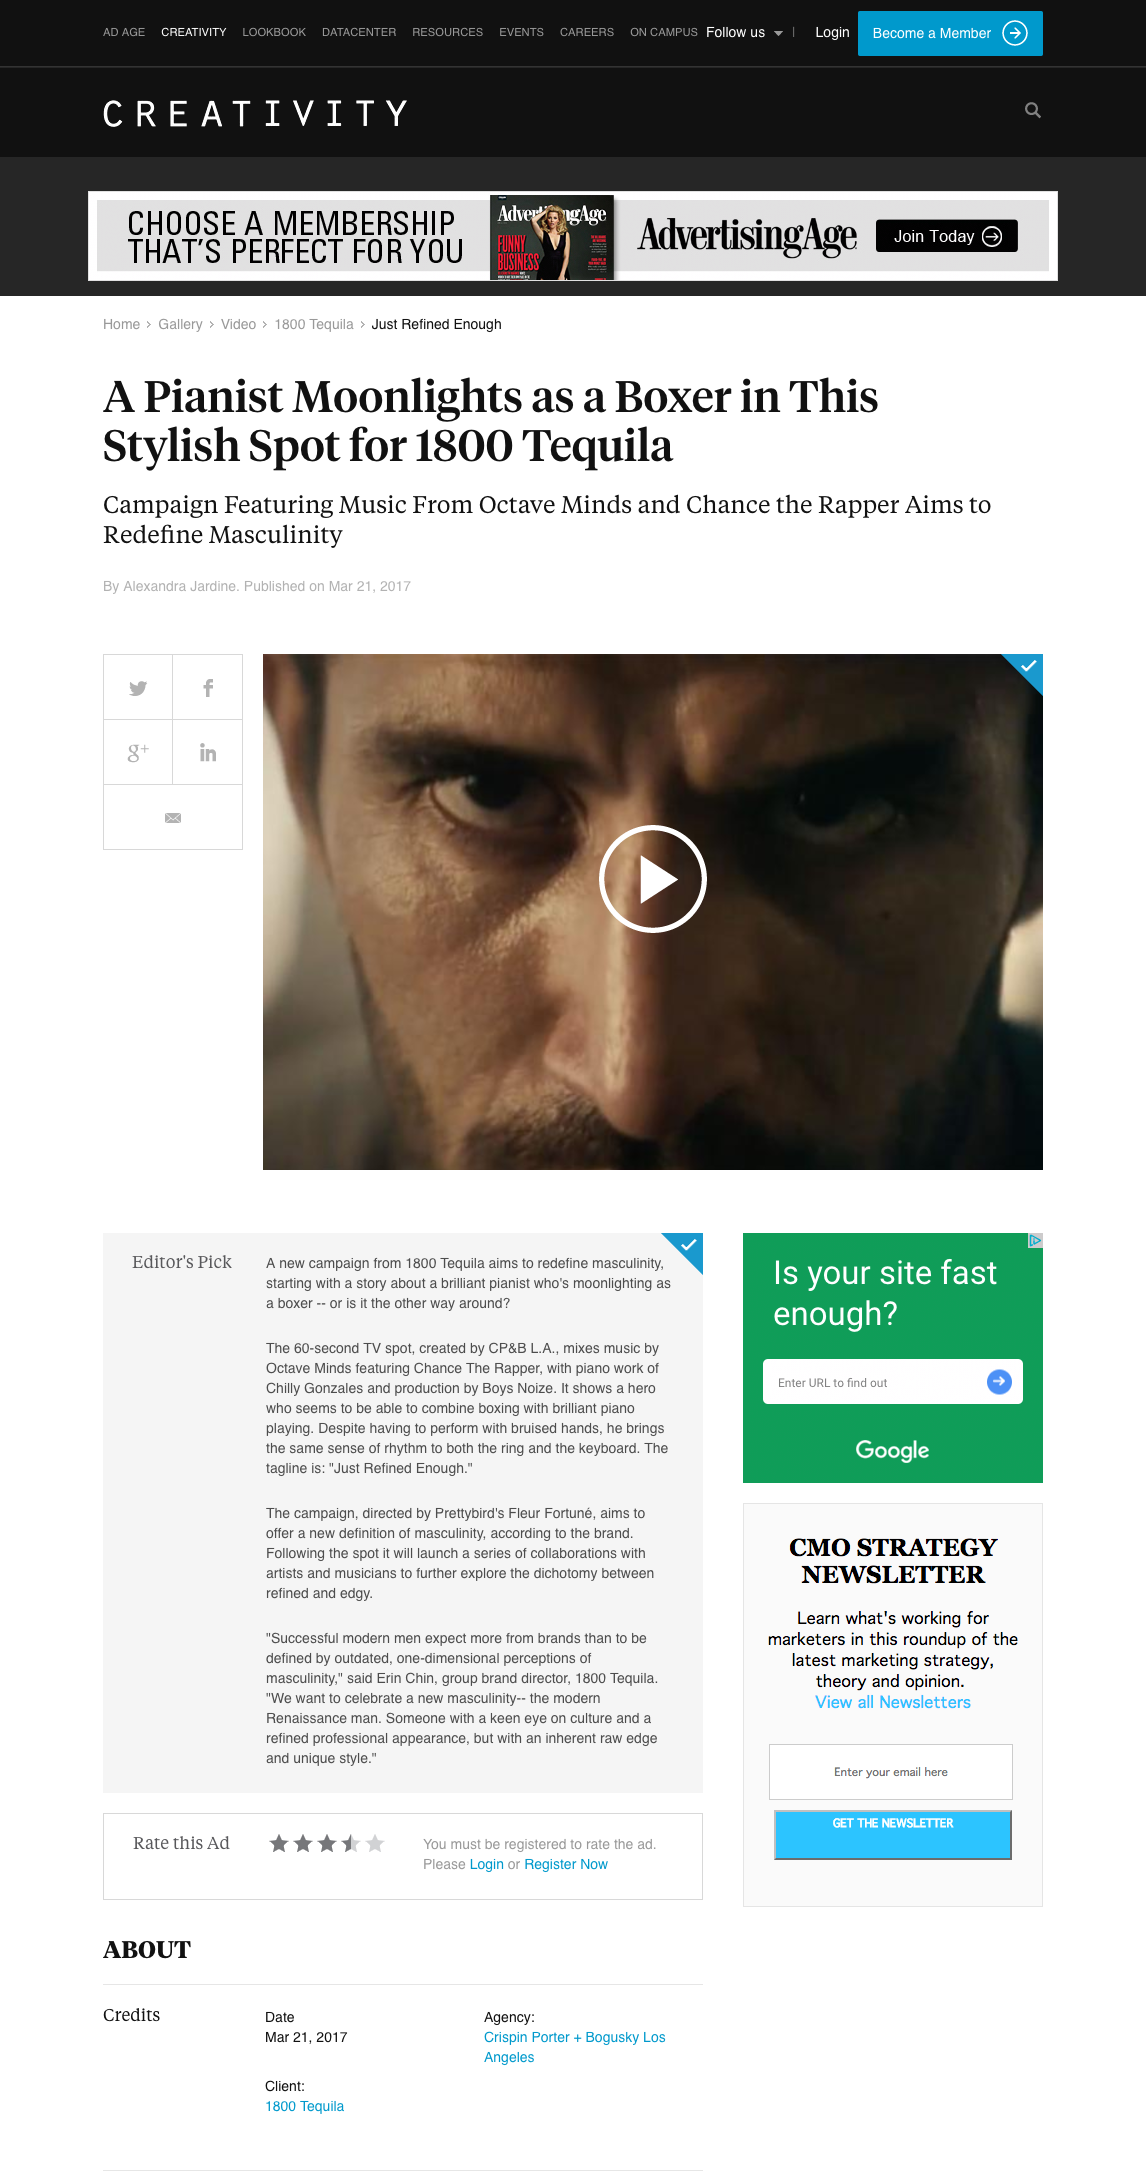 AD AGE CREATIVITY LOOKBOOK DATACENTER RESOURCES EVENTS CAREERS ON CAMPUS Follow us | Login Become a Member
CREATIVITY
CHOOSE A MEMBERSHIP
THAT'S PERFECT FOR YOU
AdvertisingAge
FUNNY
BUSINESS
AdvertisingAge
Join Today
Home > Gallery > Video > 1800 Tequila > Just Refined Enough
A Pianist Moonlights as a Boxer in This
Stylish Spot for 1800 Tequila
Campaign Featuring Music From Octave Minds and Chance the Rapper Aims to
Redefine Masculinity
By Alexandra Jardine. Published on Mar 21, 2017
g+
in
Editor's Pick
A new campaign from 1800 Tequila aims to redefine masculinity,
starting with a story about a brilliant pianist who's moonlighting as
a boxer -- or is it the other way around?
The 60-second TV spot, created by CP&B L.A., mixes music by
Octave Minds featuring Chance The Rapper, with piano work of
Chilly Gonzales and production by Boys Noize. It shows a hero
who seems to be able to combine boxing with brilliant piano
playing. Despite having to perform with bruised hands, he brings
the same sense of rhythm to both the ring and the keyboard. The
tagline is: "Just Refined Enough."
The campaign, directed by Prettybird's Fleur Fortuné, aims to
offer a new definition of masculinity, according to the brand.
Following the spot it will launch a series of collaborations with
artists and musicians to further explore the dichotomy between
refined and edgy.
"Successful modern men expect more from brands than to be
defined by outdated, one-dimensional perceptions of
masculinity," said Erin Chin, group brand director, 1800 Tequila.
"We want to celebrate a new masculinity-- the modern
Renaissance man. Someone with a keen eye on culture and a
refined professional appearance, but with an inherent raw edge
and unique style."
Is your site fast
enough?
Enter URL to find out
Google
CMO STRATEGY
NEWSLETTER
Learn what's working for
marketers in this roundup of the
latest marketing strategy,
theory and opinion.
View all Newsletters
Enter your email here
GET THE NEWSLETTER
Rate this Ad
You must be registered to rate the ad.
Please Login or Register Now
ABOUT
Credits
Date
Mar 21, 2017
Agency:
Crispin Porter + Bogusky Los
Angeles
Client:
1800 Tequila